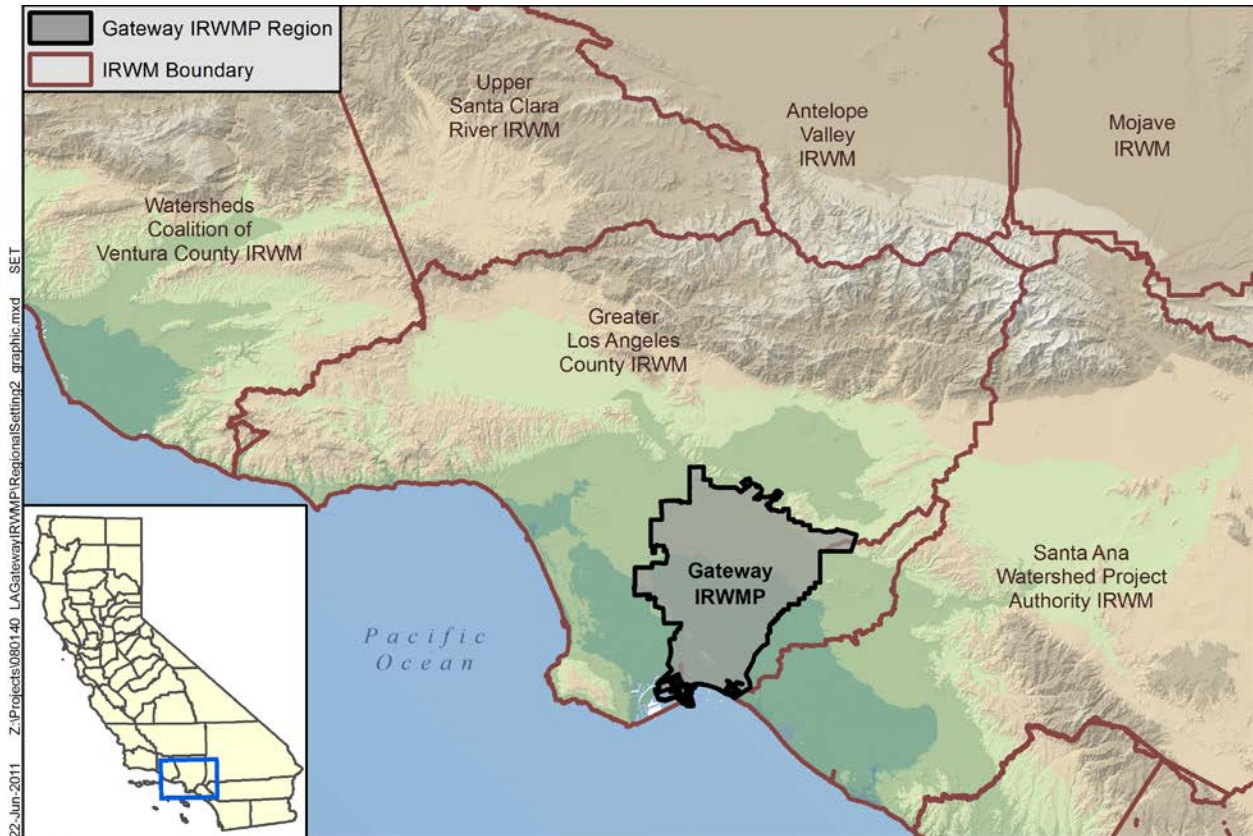 Gateway IRWMP Region
IRWM Boundary
Upper
Santa Clara
River IRWM
Antelope
Valley
IRWM
Mojave
IRWM
Watersheds
Coalition of
Ventura County IRWM
Greater
Los Angeles
County IRWM
Gateway
IRWMP
Santa Ana
Watershed Project
Authority IRWM
Pacific
Ocean
22-Jun-2011 Z:\Projects\080140_LAGatewayIRWMP\RegionalSetting2_graphic.mxd SET